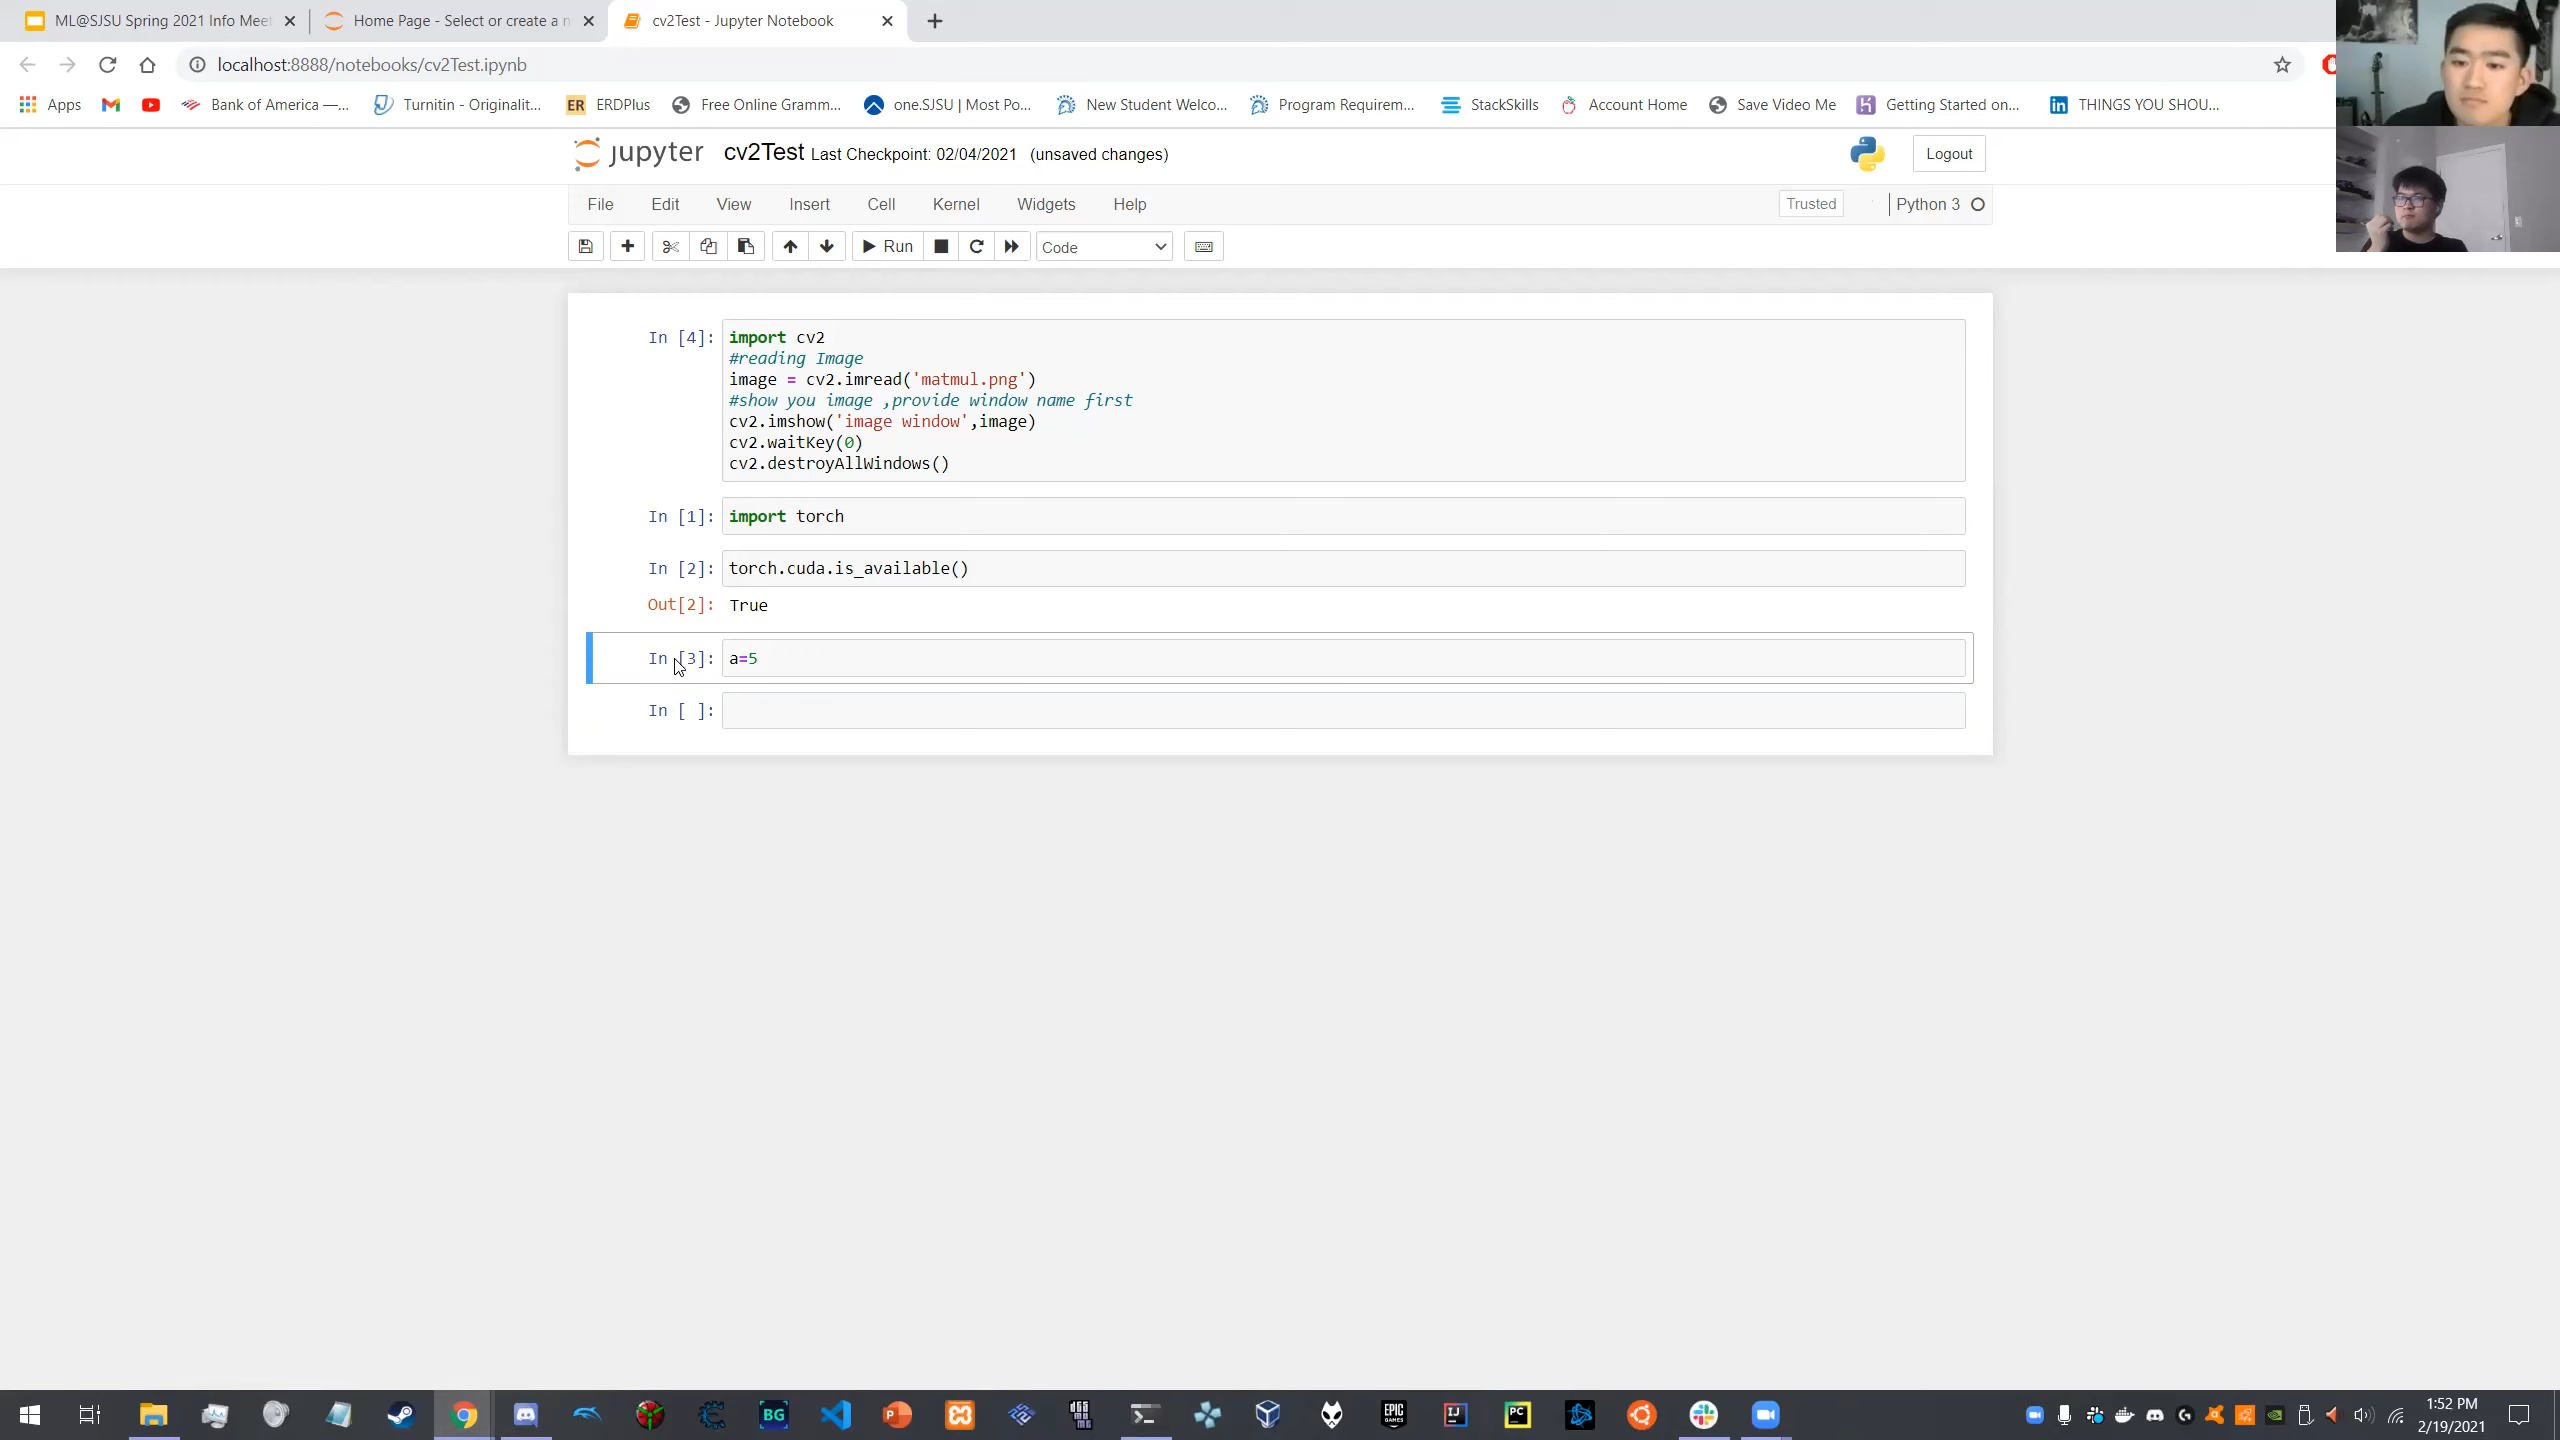 ML@SJSU Spring 2021 Info Meet
Home Page - Select or create a n
cv2Test - Jupyter Notebook
localhost:8888/notebooks/cv2Test.ipynb
Apps
Bank of America —...
Turnitin - Originalit...
ER
ERDPlus
Free Online Gramm...
one.SJSU | Most Po...
New Student Welco...
Program Requirem...
StackSkills
Account Home
Save Video Me
Getting Started on...
THINGS YOU SHOU...
jupyter
cv2Test Last Checkpoint: 02/04/2021 (unsaved changes)
Logout
File Edit View Insert Cell Kernel Widgets Help
Trusted
Python 3
Run
Code
In [4]:
import cv2
#reading Image
image = cv2.imread('matmul.png')
#show you image ,provide window name first
cv2.imshow('image window',image)
cv2.waitKey(0)
cv2.destroyAllWindows()
In [1]: import torch
In [2]: torch.cuda.is_available()
Out[2]: True
In [3]: a=5
In [ ]:
BG
EPIC
GAMES
IJ
PC
1:52 PM
2/19/2021